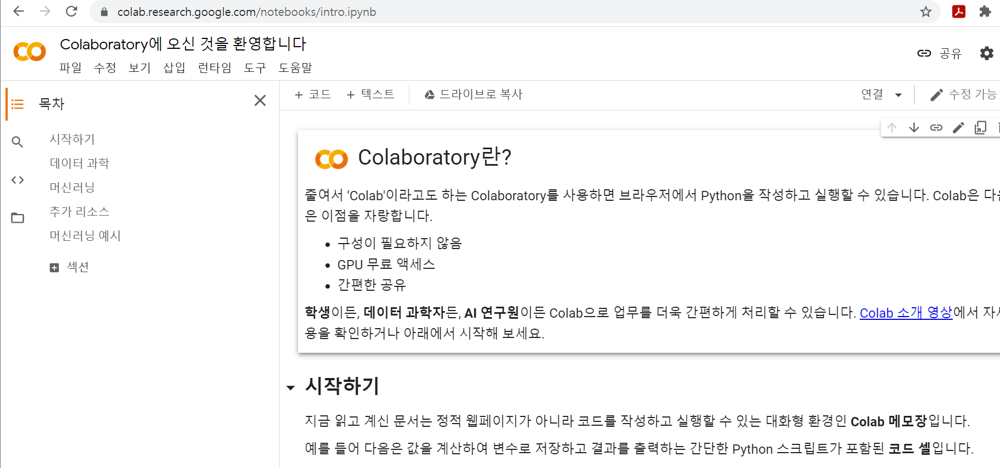 colab.research.google.com/notebooks/intro.ipynb
Colaboratory에 오신 것을 환영합니다
파일 수정 보기 삽입 런타임 도구 도움말
공유
목차
시작하기
데이터 과학
머신러닝
추가 리소스
머신러닝 예시
섹션
+ 코드 + 텍스트 드라이브로 복사
연결 수정 가능
Colaboratory란?
줄여서 'Colab'이라고도 하는 Colaboratory를 사용하면 브라우저에서 Python을 작성하고 실행할 수 있습니다. Colab은
은 이점을 자랑합니다.
• 구성이 필요하지 않음
• GPU 무료 액세스
• 간편한 공유
학생이든, 데이터 과학자든, AI 연구원이든 Colab으로 업무를 더욱 간편하게 처리할 수 있습니다. Colab 소개 영상에서
용을 확인하거나 아래에서 시작해 보세요.
시작하기
지금 읽고 계신 문서는 정적 웹페이지가 아니라 코드를 작성하고 실행할 수 있는 대화형 환경인 Colab 메모장입니다.
예를 들어 다음은 값을 계산하여 변수로 저장하고 결과를 출력하는 간단한 Python 스크립트가 포함된 코드 셀입니다.